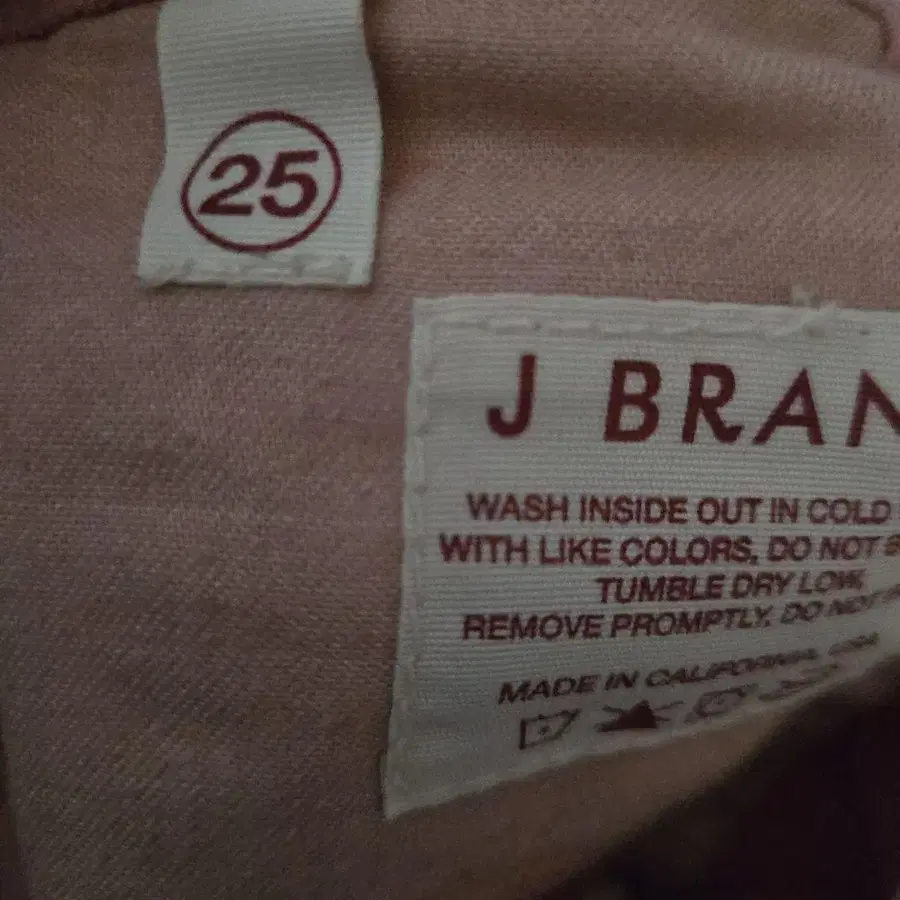 25
J BRAN
WASH INSIDE OUT IN COLD
WITH LIKE COLORS, DO NOT
TUMBLE DRY LOW,
REMOVE PROMPTLY. DO NOT
MADE IN CALIFORNIA, USA